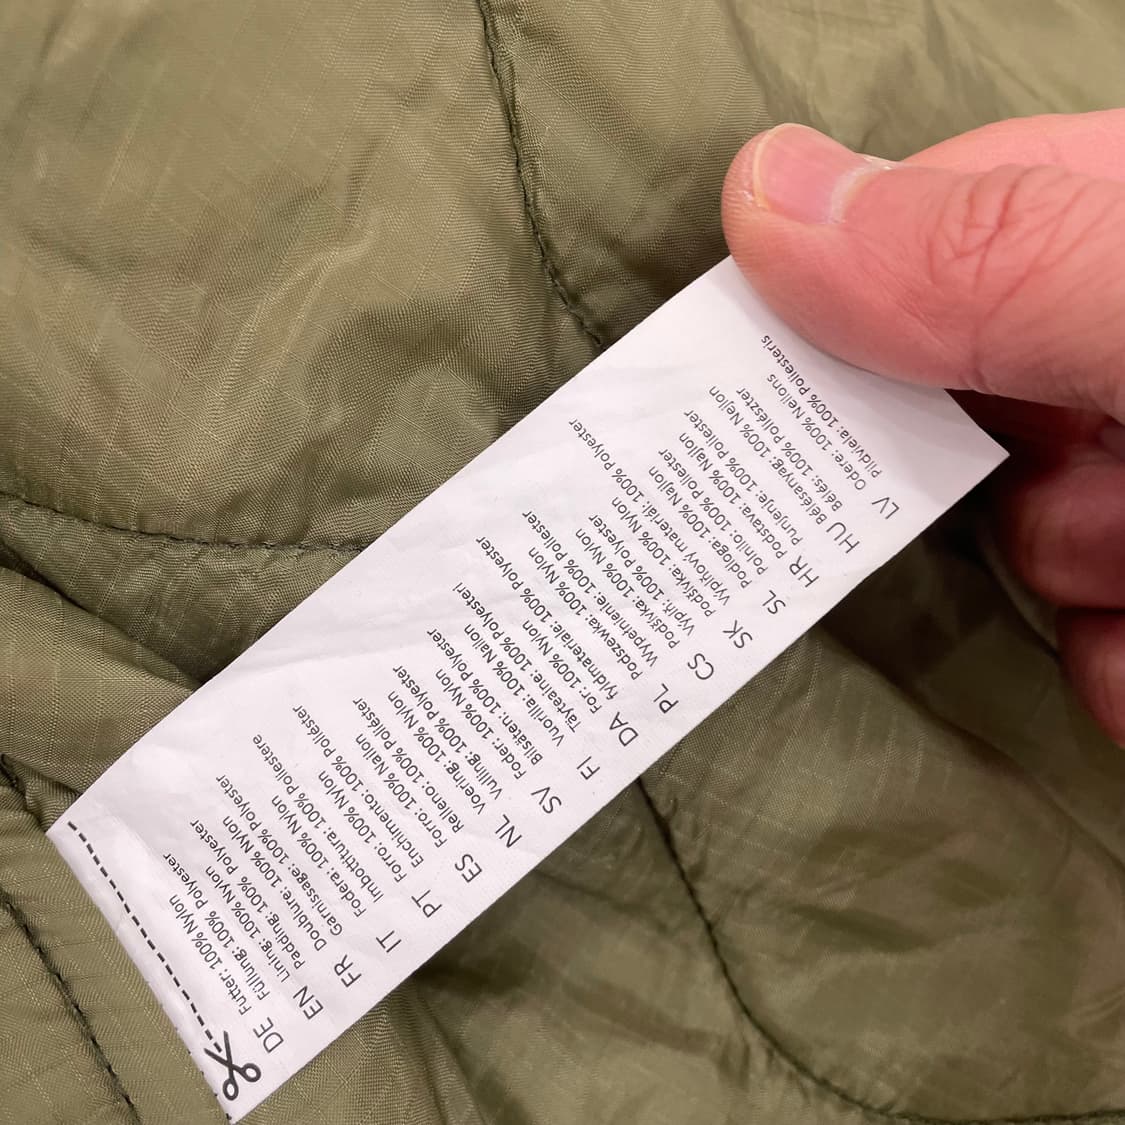 DE Futter: 100% Nylon
Füllung: 100% Polyester
EN Lining: 100% Nylon
Padding: 100% Polyester
FR Doublure: 100% Nylon
Garnissage: 100% Polyester
IT Fodera: 100% Nylon
Imbottitura: 100% Poliestere
PT Forro: 100% Nylon
Enchimento: 100% Poliéster
ES Forro: 100% Nailon
Relleno: 100% Poliéster
NL Voering: 100% Nylon
Vulling: 100% Polyester
SV Foder: 100% Nylon
Bilsäten: 100% Polyester
FI Vuorilla: 100% Nailon
Täyteaine: 100% Polyesteri
DA For: 100% Nylon
fyldmateriale: 100% Polyester
PL Podszewka: 100% Nylon
Wypełnienie: 100% Poliester
CS Podšívka: 100% Nylon
Výplň: 100% Polyester
SK Podšívka: 100% Nylon
Výplňový materiál: 100% Polyester
SL Podloga: 100% Najlon
Polnilo: 100% Poliester
HR Podstava: 100% Najlon
Punjenje: 100% Poliester
HU Bélésanyag: 100% Nejlon
Bélés: 100% Poliészter
LV Odere: 100% Neilons
Pildviela: 100% Poliesteris